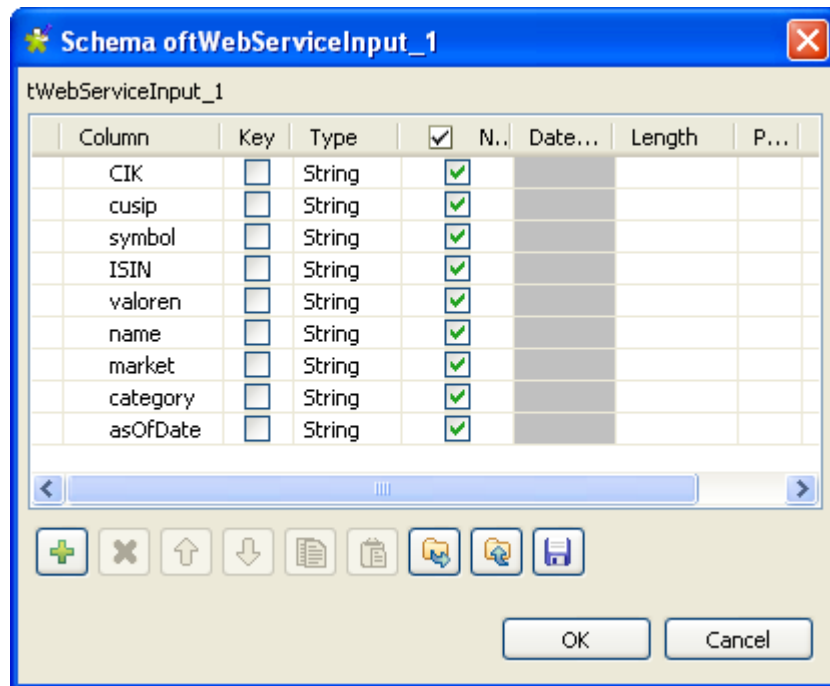 Schema oftWebServiceInput_1
tWebServiceInput_1
Column Key Type N.. Date... Length P...
CIK String
cusip String
symbol String
ISIN String
valoren String
name String
market String
category String
asOfDate String
OK Cancel